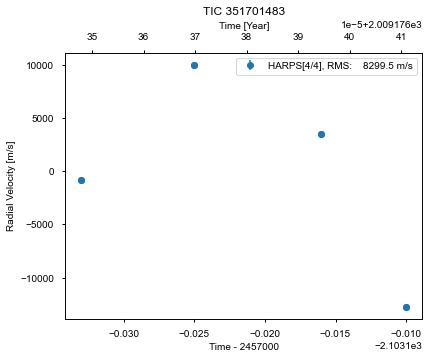 TIC 351701483
Time [Year]
1e−5+2.009176e3
35 36 37 38 39 40 41
HARPS[4/4], RMS: 8299.5 m/s
10000
5000
0
−5000
−10000
Radial Velocity [m/s]
−0.030 −0.025 −0.020 −0.015 −0.010
Time - 2457000
−2.1031e3